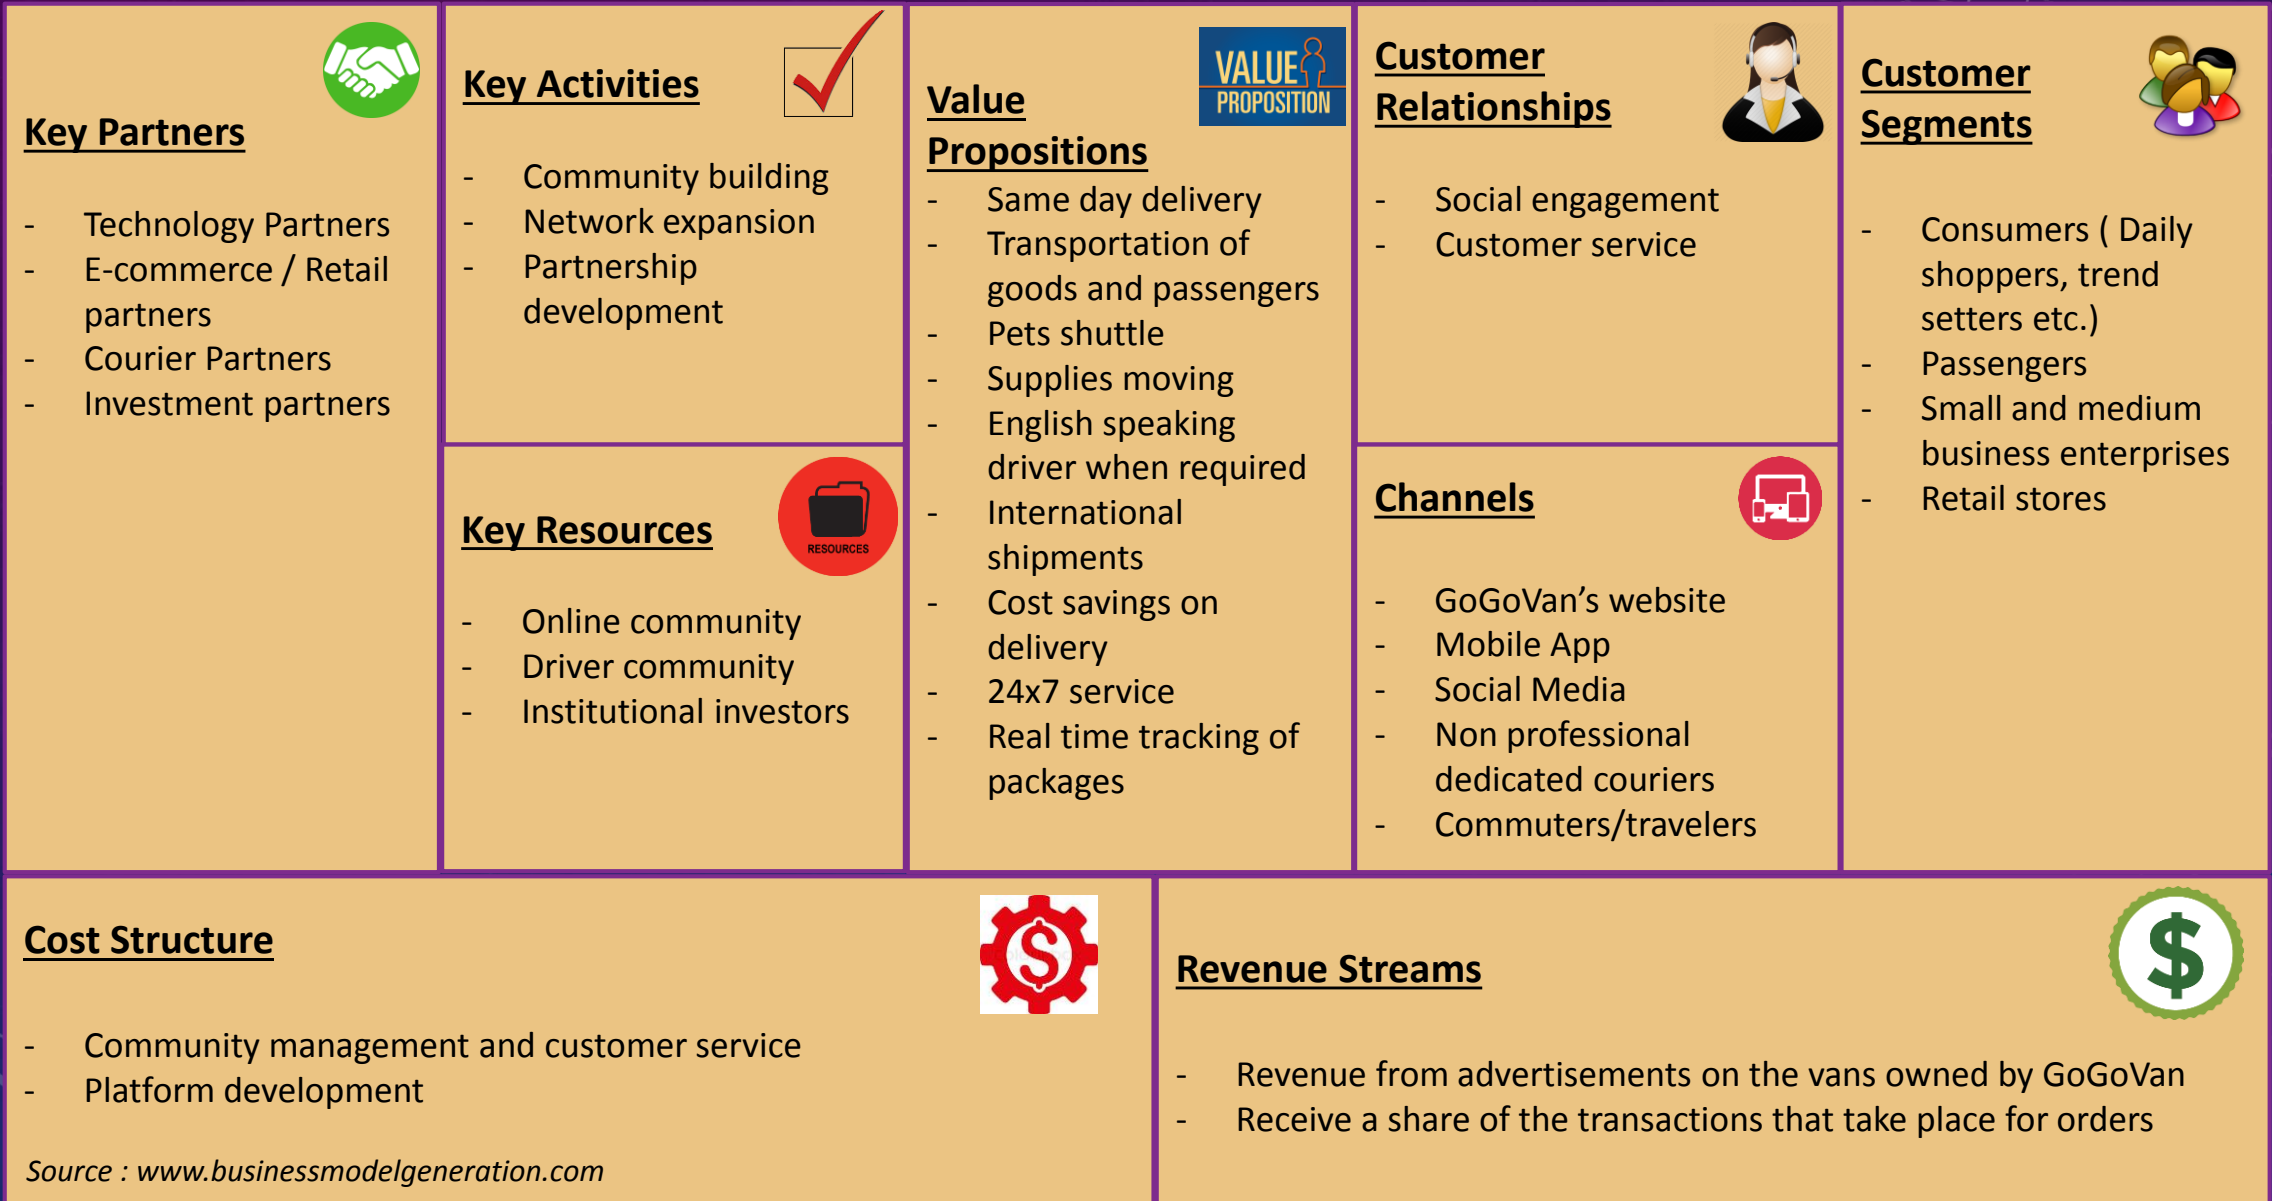 Key Partners
- Technology Partners
- E-commerce / Retail
partners
- Courier Partners
- Investment partners
Key Activities
- Community building
- Network expansion
- Partnership
development
Key Resources
RESOURCES
- Online community
- Driver community
- Institutional investors
VALUE
PROPOSITION
Value
Propositions
- Same day delivery
- Transportation of
goods and passengers
- Pets shuttle
- Supplies moving
- English speaking
driver when required
- International
shipments
- Cost savings on
delivery
- 24x7 service
- Real time tracking of
packages
Customer
Relationships
- Social engagement
- Customer service
Channels
- GoGoVan’s website
- Mobile App
- Social Media
- Non professional
dedicated couriers
- Commuters/travelers
Customer
Segments
- Consumers ( Daily
shoppers, trend
setters etc.)
- Passengers
- Small and medium
business enterprises
- Retail stores
Cost Structure
$
- Community management and customer service
- Platform development
Source : www.businessmodelgeneration.com
Revenue Streams
$
- Revenue from advertisements on the vans owned by GoGoVan
- Receive a share of the transactions that take place for orders